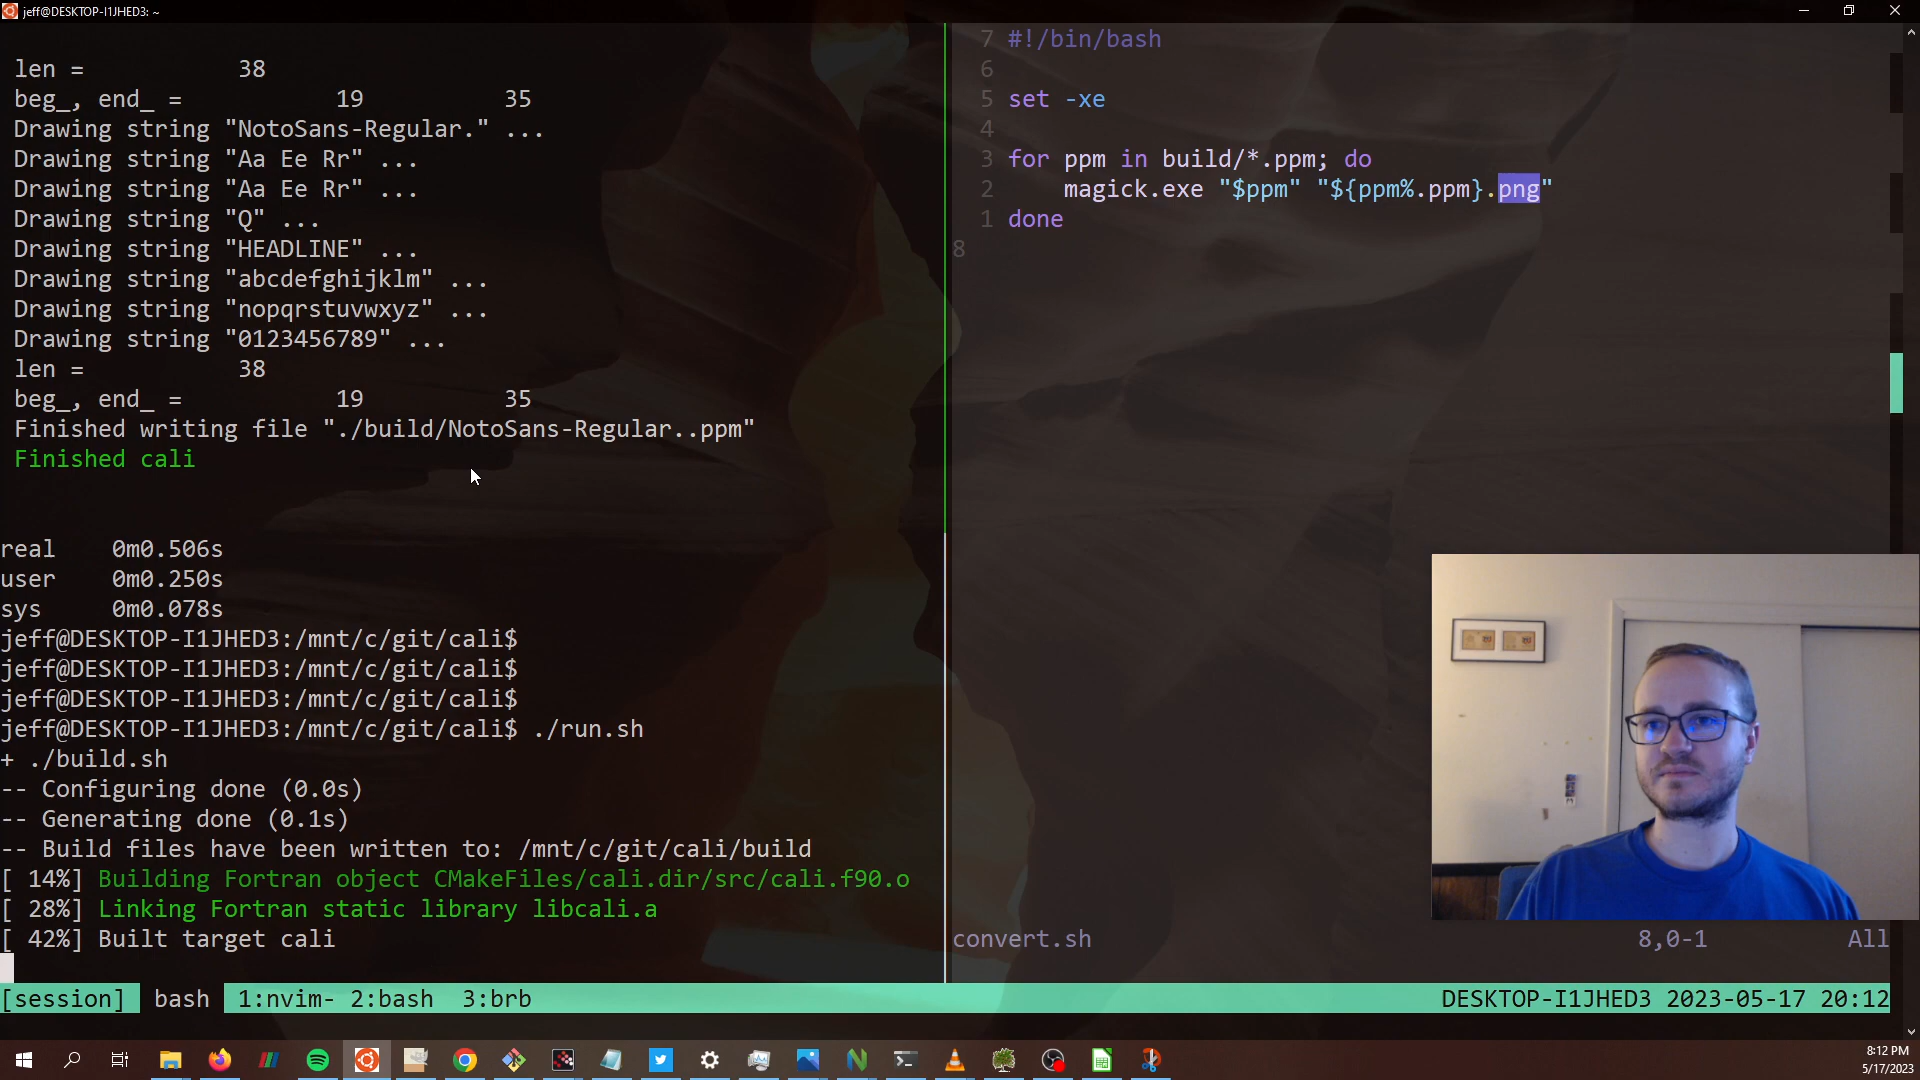 jeff@DESKTOP-I1JHED3: ~
len = 38
beg_, end_ = 19 35
Drawing string "NotoSans-Regular." ...
Drawing string "Aa Ee Rr" ...
Drawing string "Aa Ee Rr" ...
Drawing string "Q" ...
Drawing string "HEADLINE" ...
Drawing string "abcdefghijklm" ...
Drawing string "nopqrstuvwxyz" ...
Drawing string "0123456789" ...
len = 38
beg_, end_ = 19 35
Finished writing file "./build/NotoSans-Regular..ppm"
Finished cali
real 0m0.506s
user 0m0.250s
sys 0m0.078s
jeff@DESKTOP-I1JHED3:/mnt/c/git/cali$
jeff@DESKTOP-I1JHED3:/mnt/c/git/cali$
jeff@DESKTOP-I1JHED3:/mnt/c/git/cali$
jeff@DESKTOP-I1JHED3:/mnt/c/git/cali$ ./run.sh
+ ./build.sh
-- Configuring done (0.0s)
-- Generating done (0.1s)
-- Build files have been written to: /mnt/c/git/cali/build
[ 14%] Building Fortran object CMakeFiles/cali.dir/src/cali.f90.o
[ 28%] Linking Fortran static library libcali.a
[ 42%] Built target cali
7 #!/bin/bash
6
5 set -xe
4
3 for ppm in build/*.ppm; do
2 magick.exe "$ppm" "${ppm%.ppm}.png"
1 done
8
convert.sh 8,0-1 All
[session] bash 1:nvim- 2:bash 3:brb DESKTOP-I1JHED3 2023-05-17 20:12
8:12 PM
5/17/2023